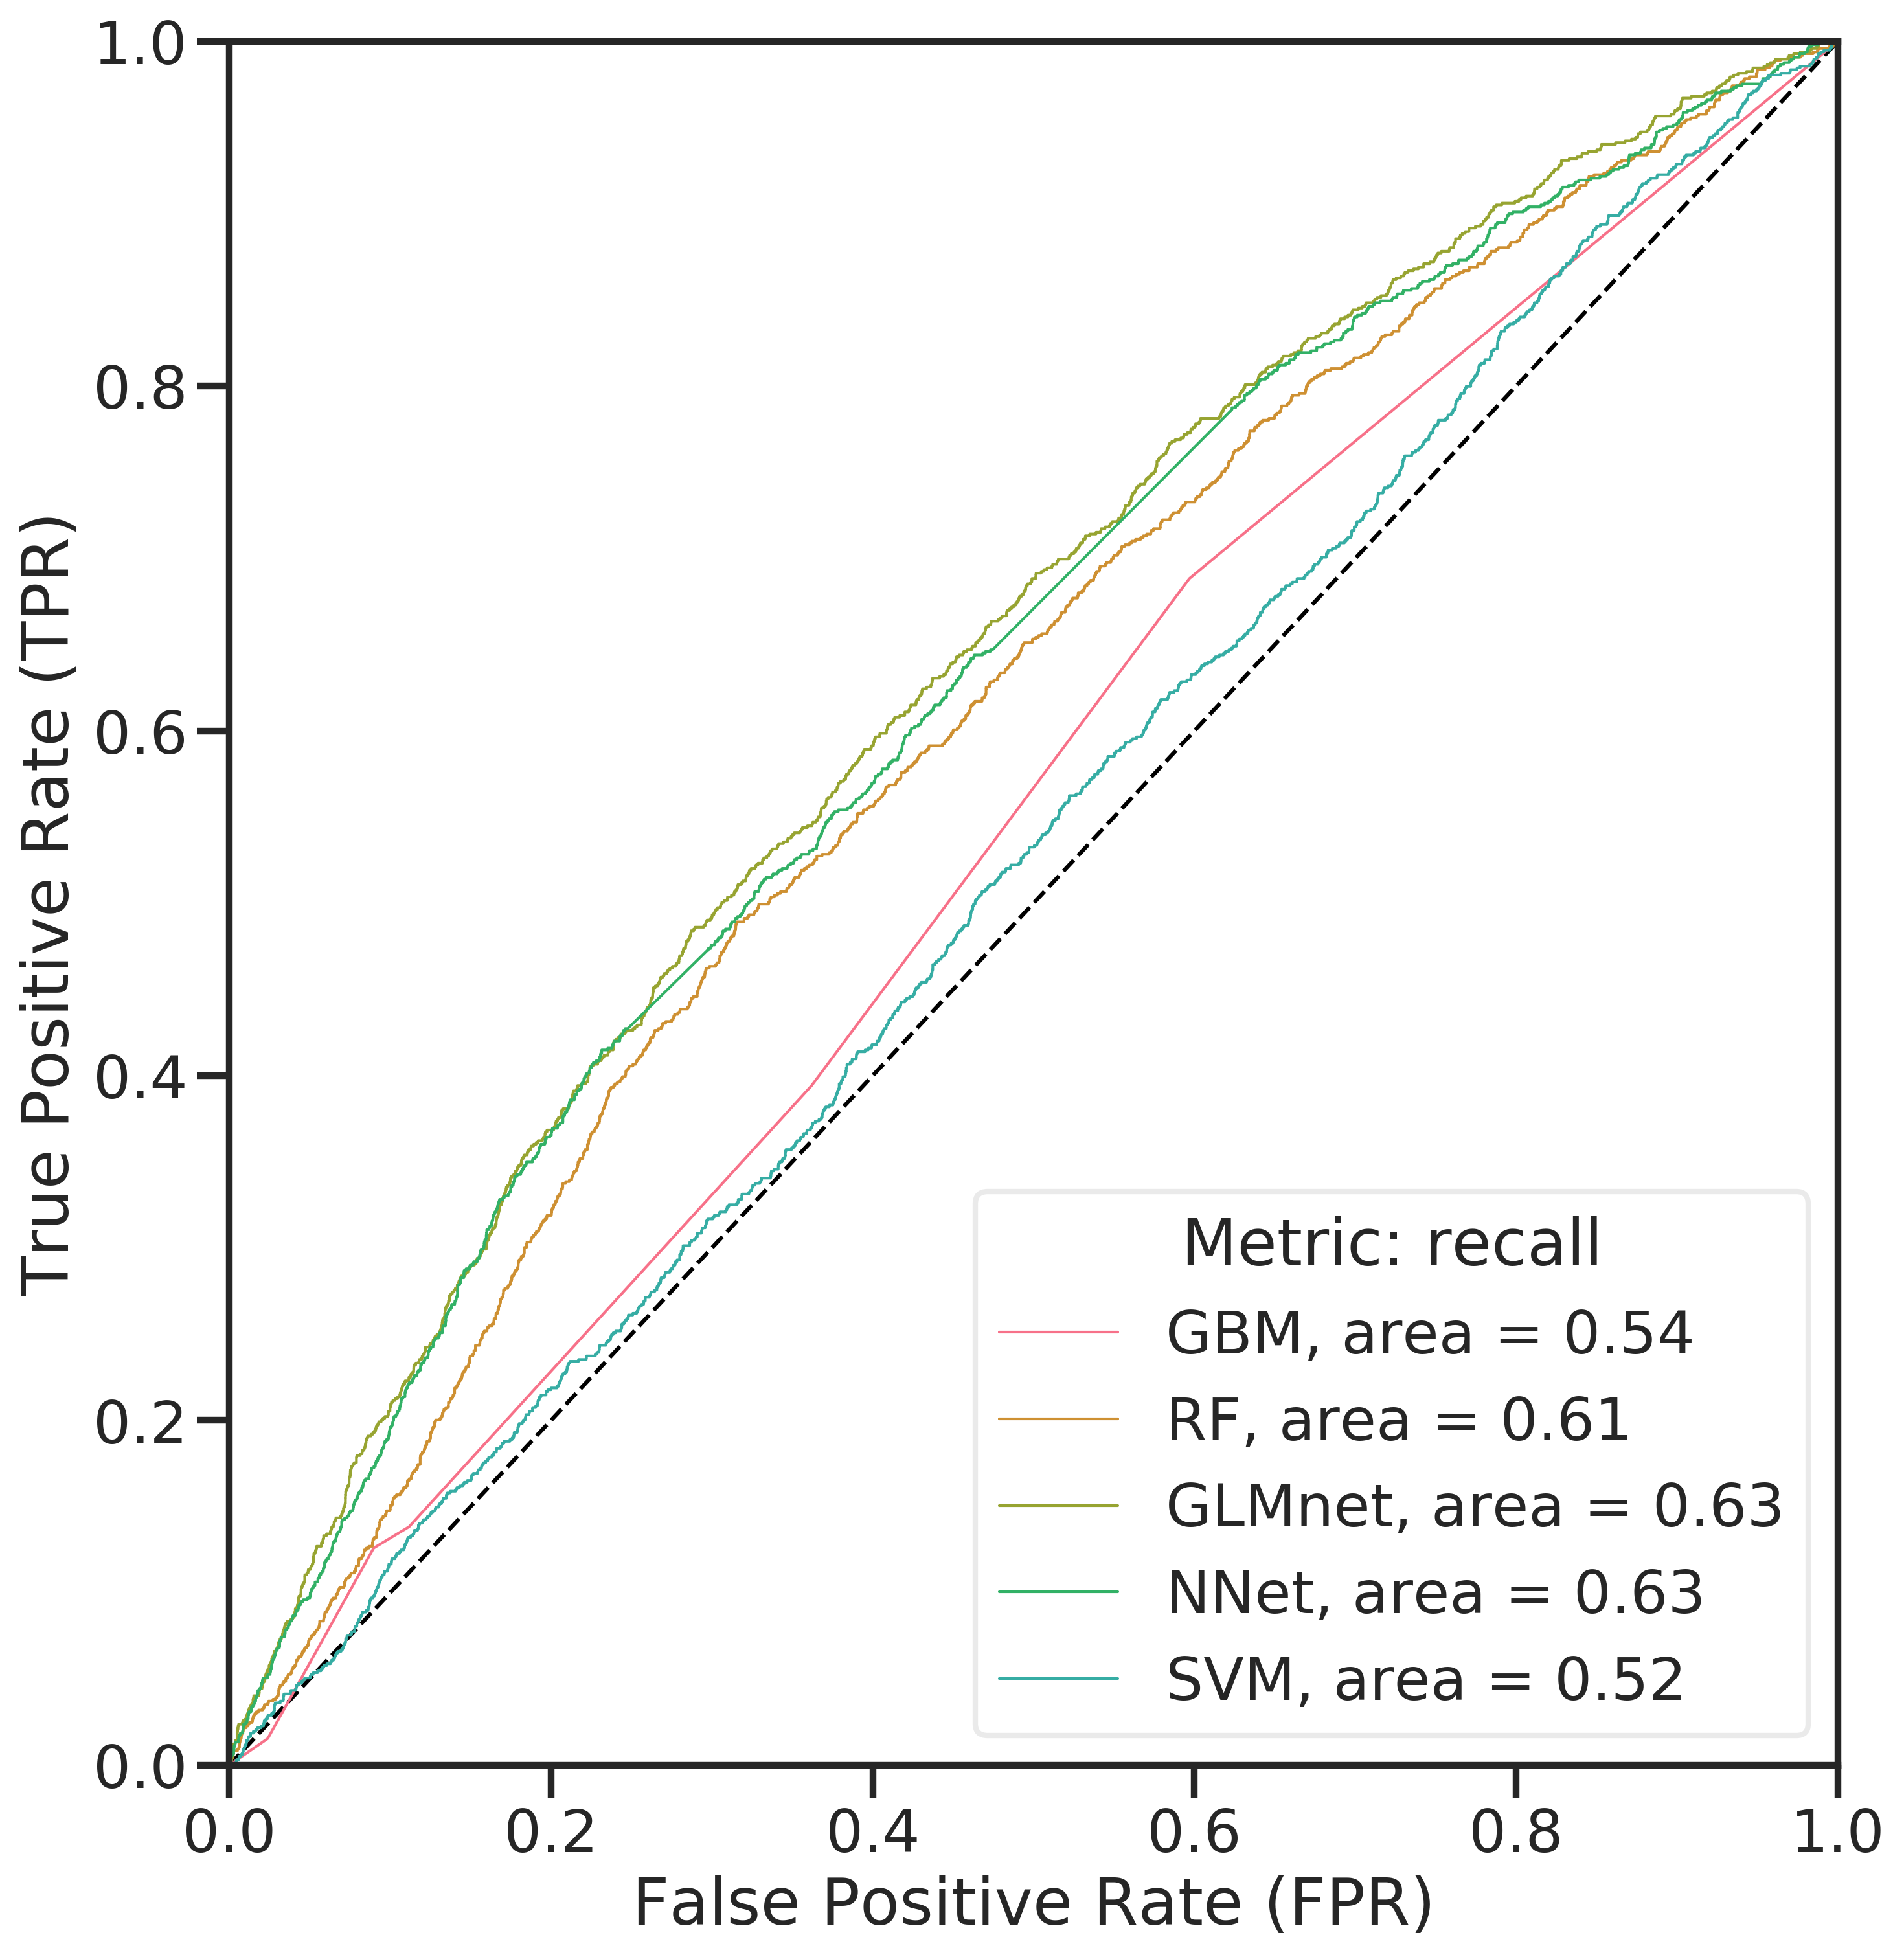 1.0
0.8
0.6
0.4
0.2
0.0
True Positive Rate (TPR)
Metric: recall
GBM, area = 0.54
RF, area = 0.61
GLMnet, area = 0.63
NNet, area = 0.63
SVM, area = 0.52
0.0 0.2 0.4 0.6 0.8 1.0
False Positive Rate (FPR)